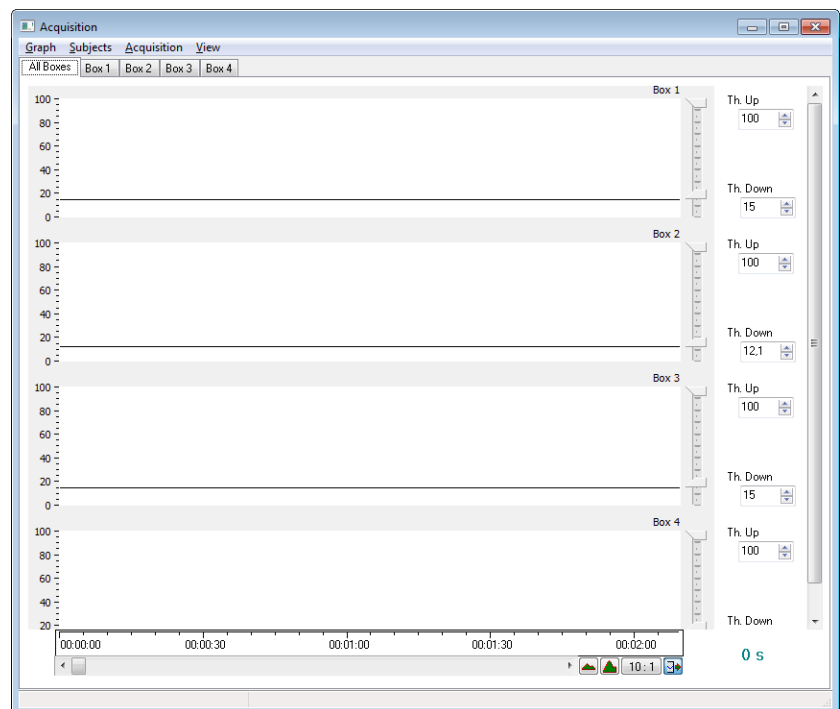 Acquisition
Graph Subjects Acquisition View
All Boxes Box 1 Box 2 Box 3 Box 4
Box 1
100
80
60
40
20
0
Th. Up
100
Th. Down
15
Box 2
100
80
60
40
20
0
Th. Up
100
Th. Down
12,1
Box 3
100
80
60
40
20
0
Th. Up
100
Th. Down
15
Box 4
100
80
60
40
20
Th. Up
100
Th. Down
00:00:00 00:00:30 00:01:00 00:01:30 00:02:00
10 : 1
0 s